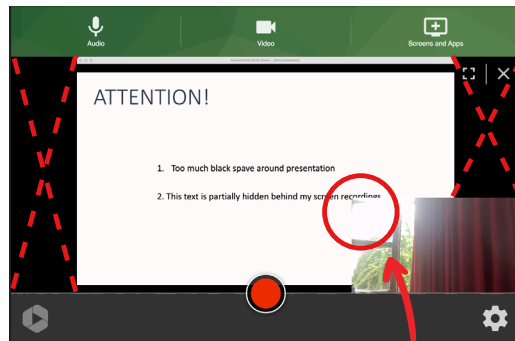 Audio
Video
Screens and Apps
ATTENTION!
1. Too much black spave around presentation
2. This text is partially hidden behind my screen recordings